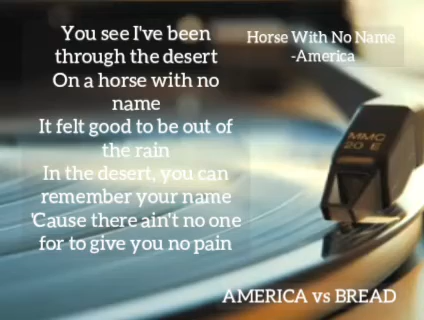 You see I've been
through the desert
On a horse with no
name
It felt good to be out of
the rain
In the desert, you can
remember your name
'Cause there ain't no one
for to give you no pain
Horse With No Name
-America
MMC
20 E
AMERICA vs BREAD